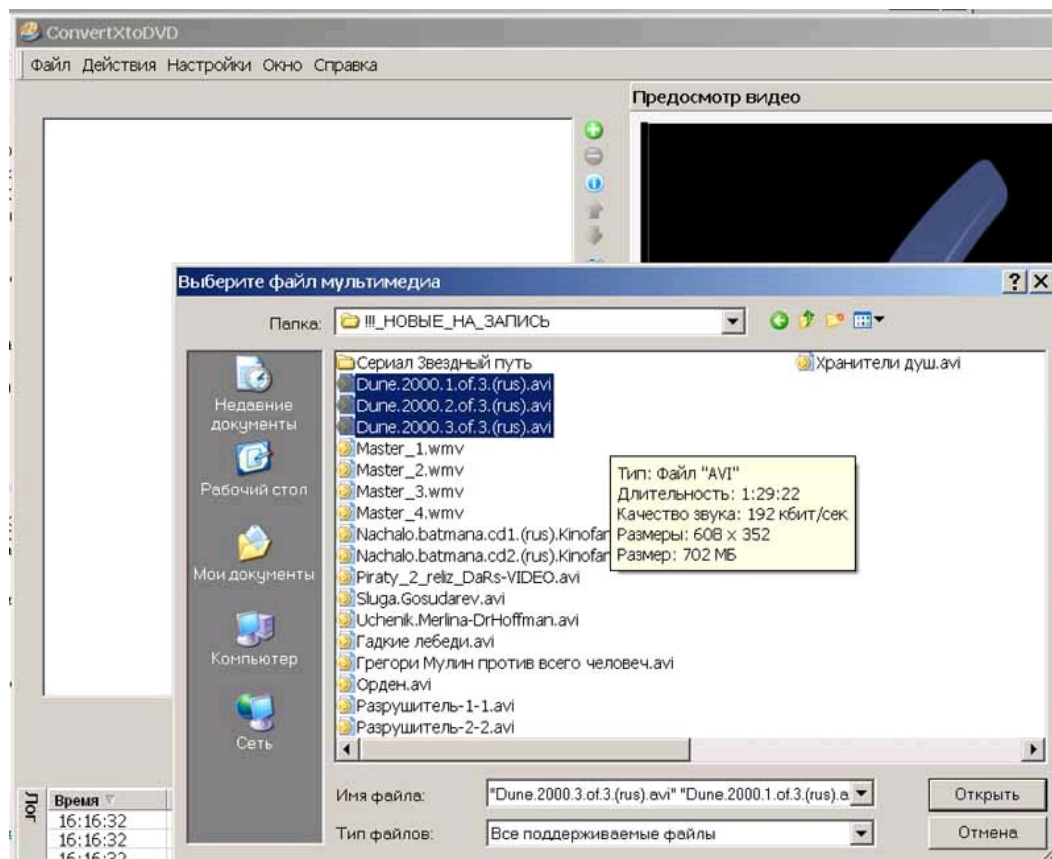 ConvertXtoDVD
Файл Действия Настройки Окно Справка
Предосмотр видео
Выберите файл мультимедиа
Папка: !!!_НОВЫЕ_НА_ЗАПИСЬ
Недавние документы
Рабочий стол
Мои документы
Компьютер
Сеть
Сериал Звездный путь
Dune.2000.1.of.3.(rus).avi
Dune.2000.2.of.3.(rus).avi
Dune.2000.3.of.3.(rus).avi
Master_1.wmv
Master_2.wmv
Master_3.wmv
Master_4.wmv
Nachalo.batmana.cd1.(rus).Kinofar
Nachalo.batmana.cd2.(rus).Kinofar
Piraty_2_reliz_DaRs-VIDEO.avi
Sluga.Gosudarev.avi
Uchenik.Merlina-DrHoffman.avi
Гадкие лебеди.avi
Грегори Мулин против всего человеч.avi
Орден.avi
Разрушитель-1-1.avi
Разрушитель-2-2.avi
Хранители душ.avi
Тип: Файл "AVI"
Длительность: 1:29:22
Качество звука: 192 кбит/сек
Размеры: 608 x 352
Размер: 702 МБ
Имя файла: "Dune.2000.3.of.3.(rus).avi" "Dune.2000.1.of.3.(rus).a
Открыть
Тип файлов: Все поддерживаемые файлы
Отмена
Лог
Время
16:16:32
16:16:32
16:16:32